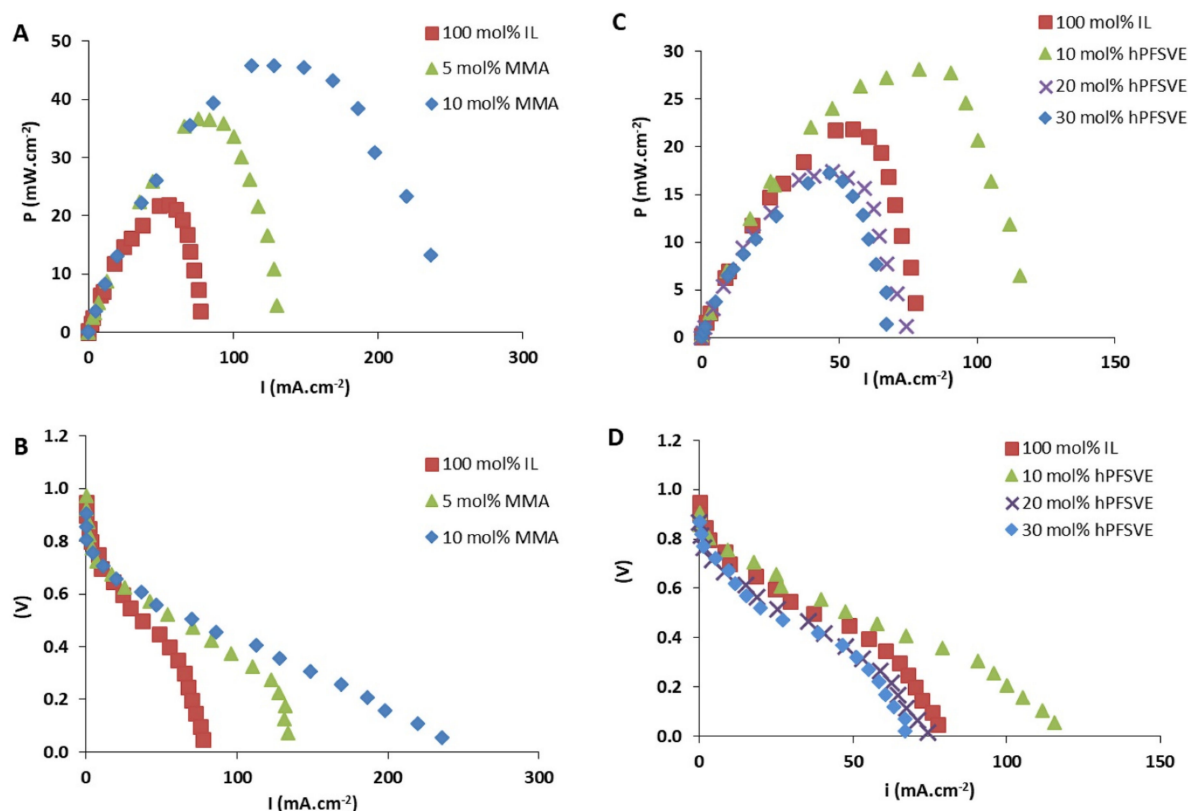 A
P (mW.cm-2)
50
40
30
20
10
0
0
100
200
300
I (mA.cm-2)
100 mol% IL
5 mol% MMA
10 mol% MMA
C
P (mW.cm-2)
30
25
20
15
10
5
0
0
50
100
150
I (mA.cm-2)
100 mol% IL
10 mol% hPFSVE
20 mol% hPFSVE
30 mol% hPFSVE
B
(V)
1.2
1.0
0.8
0.6
0.4
0.2
0.0
0
100
200
300
I (mA.cm-2)
100 mol% IL
5 mol% MMA
10 mol% MMA
D
(V)
1.2
1.0
0.8
0.6
0.4
0.2
0.0
0
50
100
150
i (mA.cm-2)
100 mol% IL
10 mol% hPFSVE
20 mol% hPFSVE
30 mol% hPFSVE